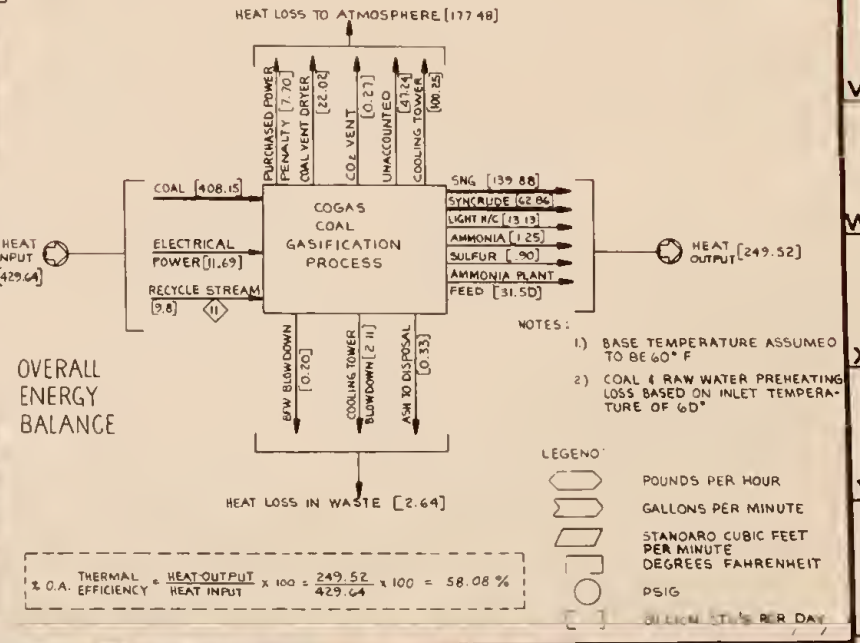 HEAT LOSS TO ATMOSPHERE [177 48]
PURCHASED POWER
PENALTY [7.70]
COAL VENT DRYER
[22.02]
CO2 VENT
[0.27]
UNACCOUNTED
[47.24]
COOLING TOWER
[100.25]
COAL [408.15]
ELECTRICAL
POWER [11.69]
RECYCLE STREAM
[9.8] 11
HEAT
INPUT
[429.64]
COGAS
COAL
GASIFICATION
PROCESS
SNG [139 88]
SYNCRUDE [62.86]
LIGHT H/C [13 13]
AMMONIA [1.25]
SULFUR [.90]
AMMONIA PLANT
FEED [31.50]
HEAT
OUTPUT [249.52]
BFW BLOWDOWN
[0.20]
COOLING TOWER
BLOWDOWN [2 11]
ASH TO DISPOSAL
[0.33]
HEAT LOSS IN WASTE [2.64]
OVERALL
ENERGY
BALANCE
NOTES:
1.) BASE TEMPERATURE ASSUMED
TO BE 60° F
2) COAL & RAW WATER PREHEATING
LOSS BASED ON INLET TEMPERA-
TURE OF 60°
LEGEND:
POUNDS PER HOUR
GALLONS PER MINUTE
STANDARD CUBIC FEET
PER MINUTE
DEGREES FAHRENHEIT
PSIG
[ ] BILLION BTU'S PER DAY
% O.A. THERMAL EFFICIENCY = HEAT OUTPUT / HEAT INPUT x 100 = 249.52 / 429.64 x 100 = 58.08 %